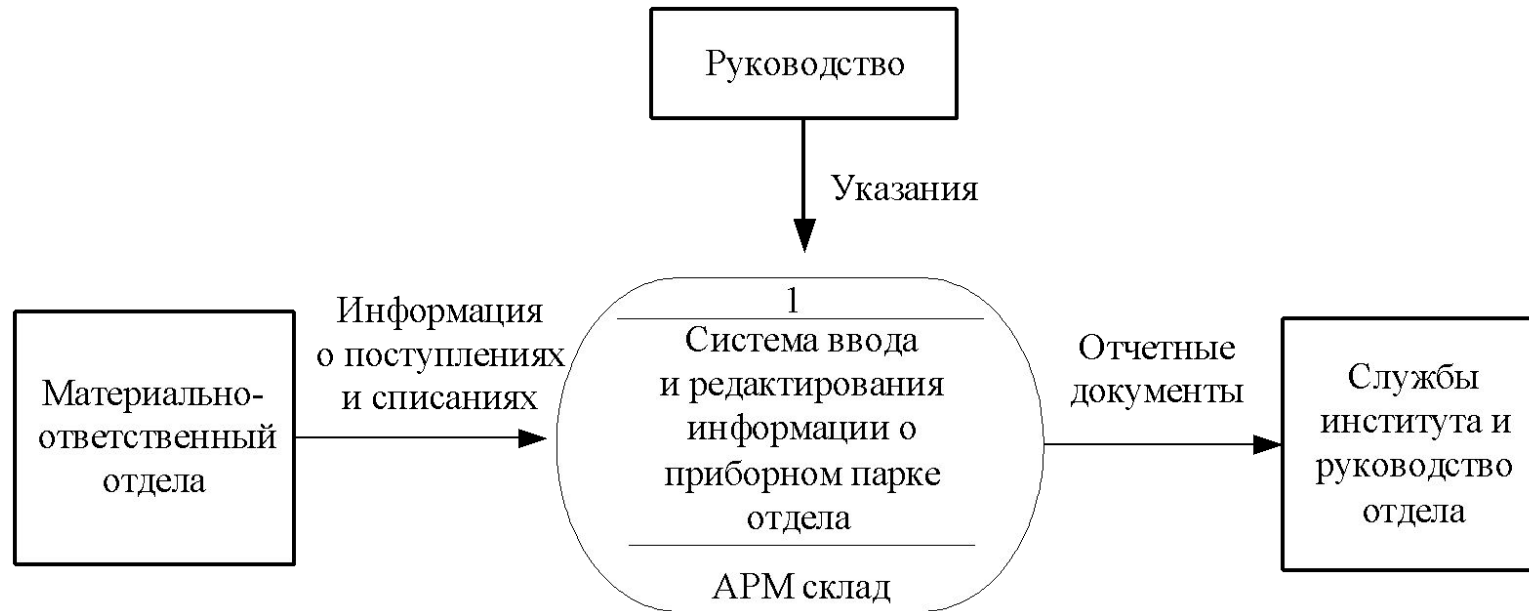 Руководство
Указания
Информация
о поступлениях
и списаниях
Материально-
ответственный
отдела
1
Система ввода
и редактирования
информации о
приборном парке
отдела
АРМ склад
Отчетные
документы
Службы
института и
руководство
отдела